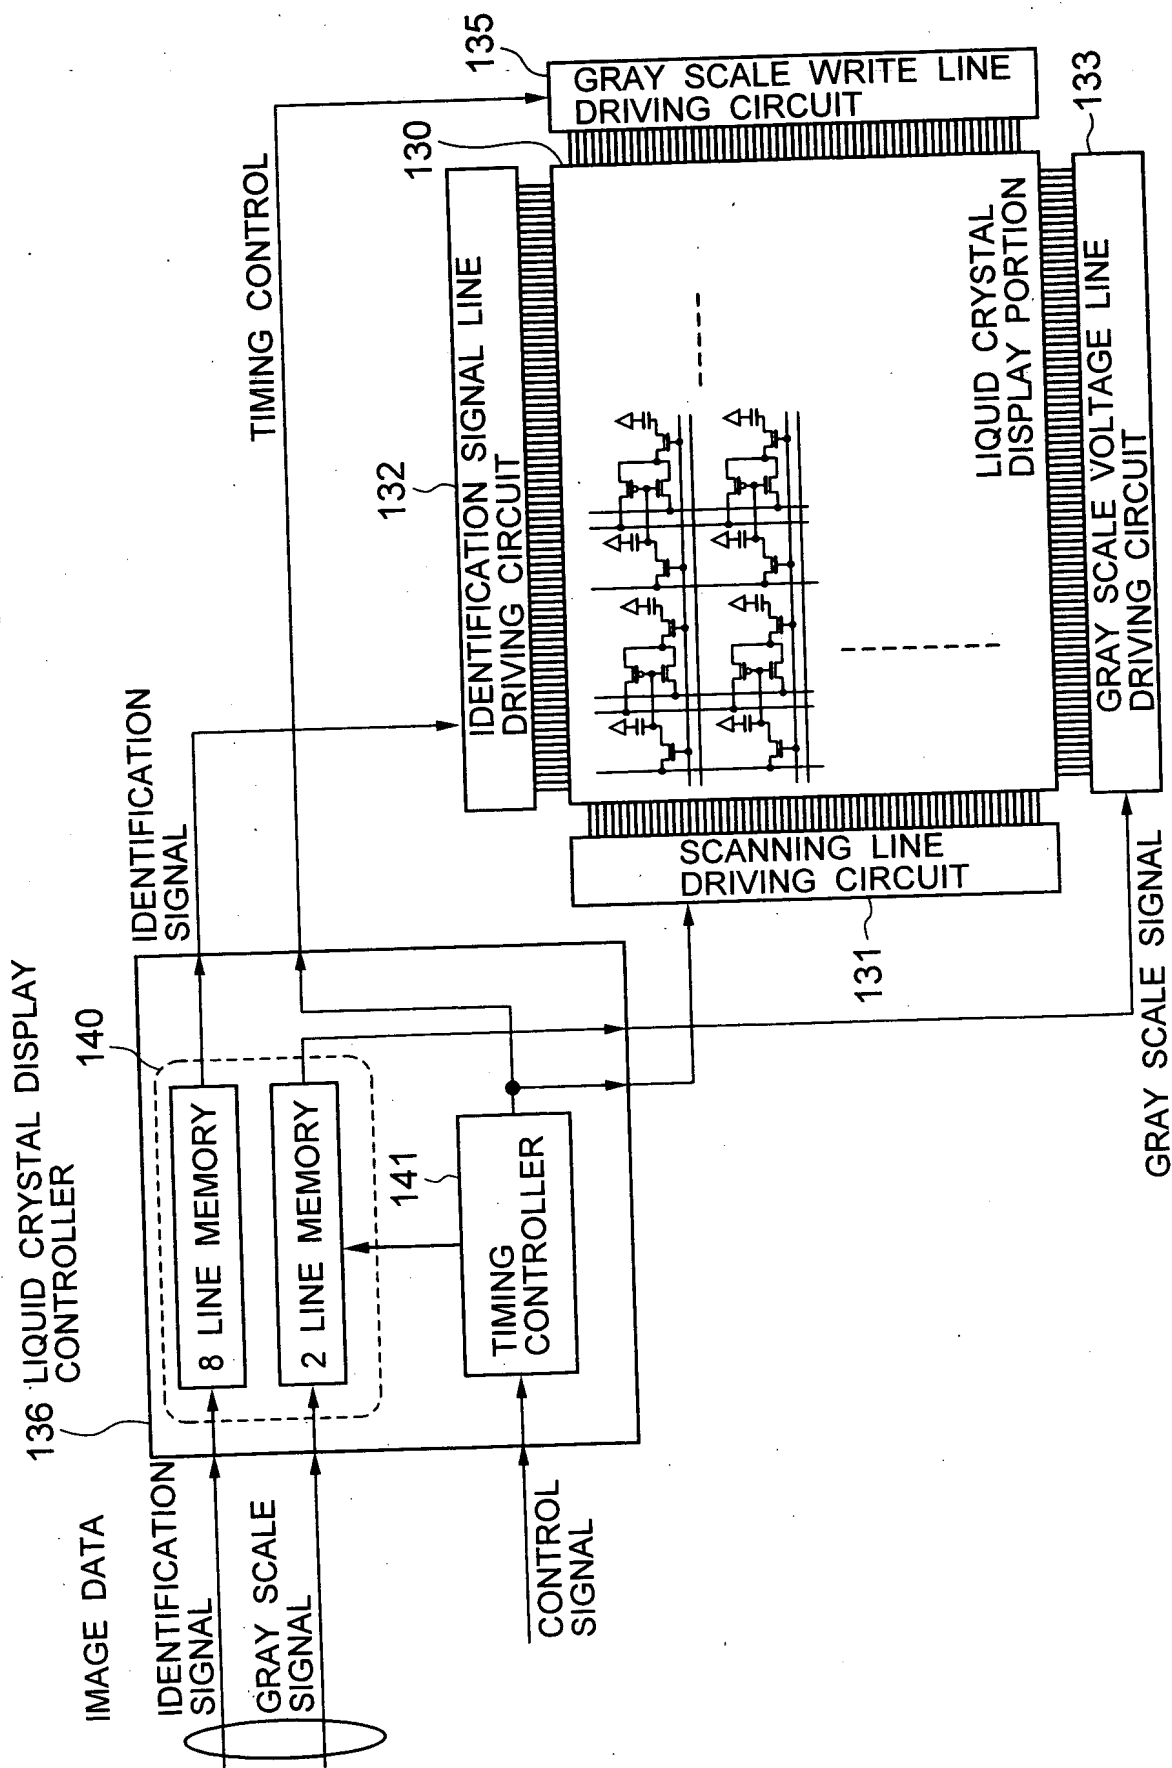 136 LIQUID CRYSTAL DISPLAY
CONTROLLER
IMAGE DATA
IDENTIFICATION
SIGNAL
GRAY SCALE
SIGNAL
CONTROL
SIGNAL
140
8 LINE MEMORY
2 LINE MEMORY
141
TIMING
CONTROLLER
IDENTIFICATION
SIGNAL
TIMING CONTROL
132
IDENTIFICATION SIGNAL LINE
DRIVING CIRCUIT
130
135
GRAY SCALE WRITE LINE
DRIVING CIRCUIT
SCANNING LINE
DRIVING CIRCUIT
131
LIQUID CRYSTAL
DISPLAY PORTION
133
GRAY SCALE VOLTAGE LINE
DRIVING CIRCUIT
GRAY SCALE SIGNAL